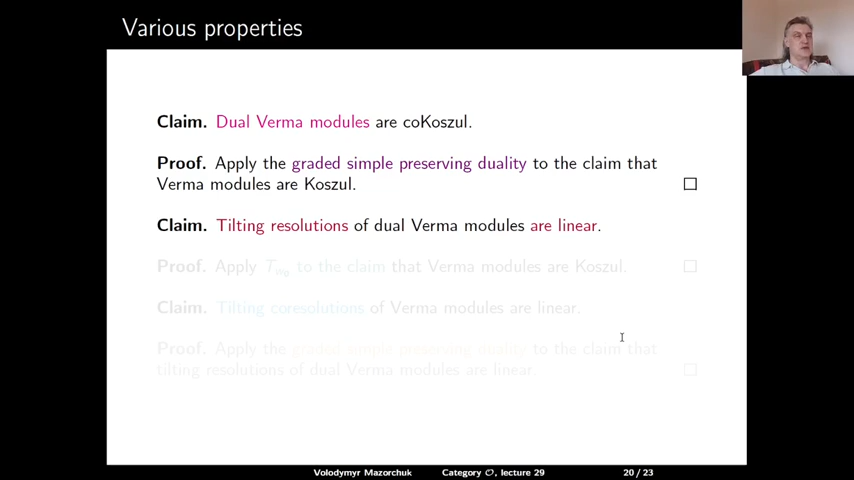 Various properties
Claim. Dual Verma modules are coKoszul.
Proof. Apply the graded simple preserving duality to the claim that
Verma modules are Koszul. □
Claim. Tilting resolutions of dual Verma modules are linear.
Proof. Apply T_{w_0} to the claim that Verma modules are Koszul. □
Claim. Tilting coresolutions of Verma modules are linear.
Proof. Apply the graded simple preserving duality to the claim that
tilting resolutions of dual Verma modules are linear. □
Volodymyr Mazorchuk Category 𝒪, lecture 29 20 / 23